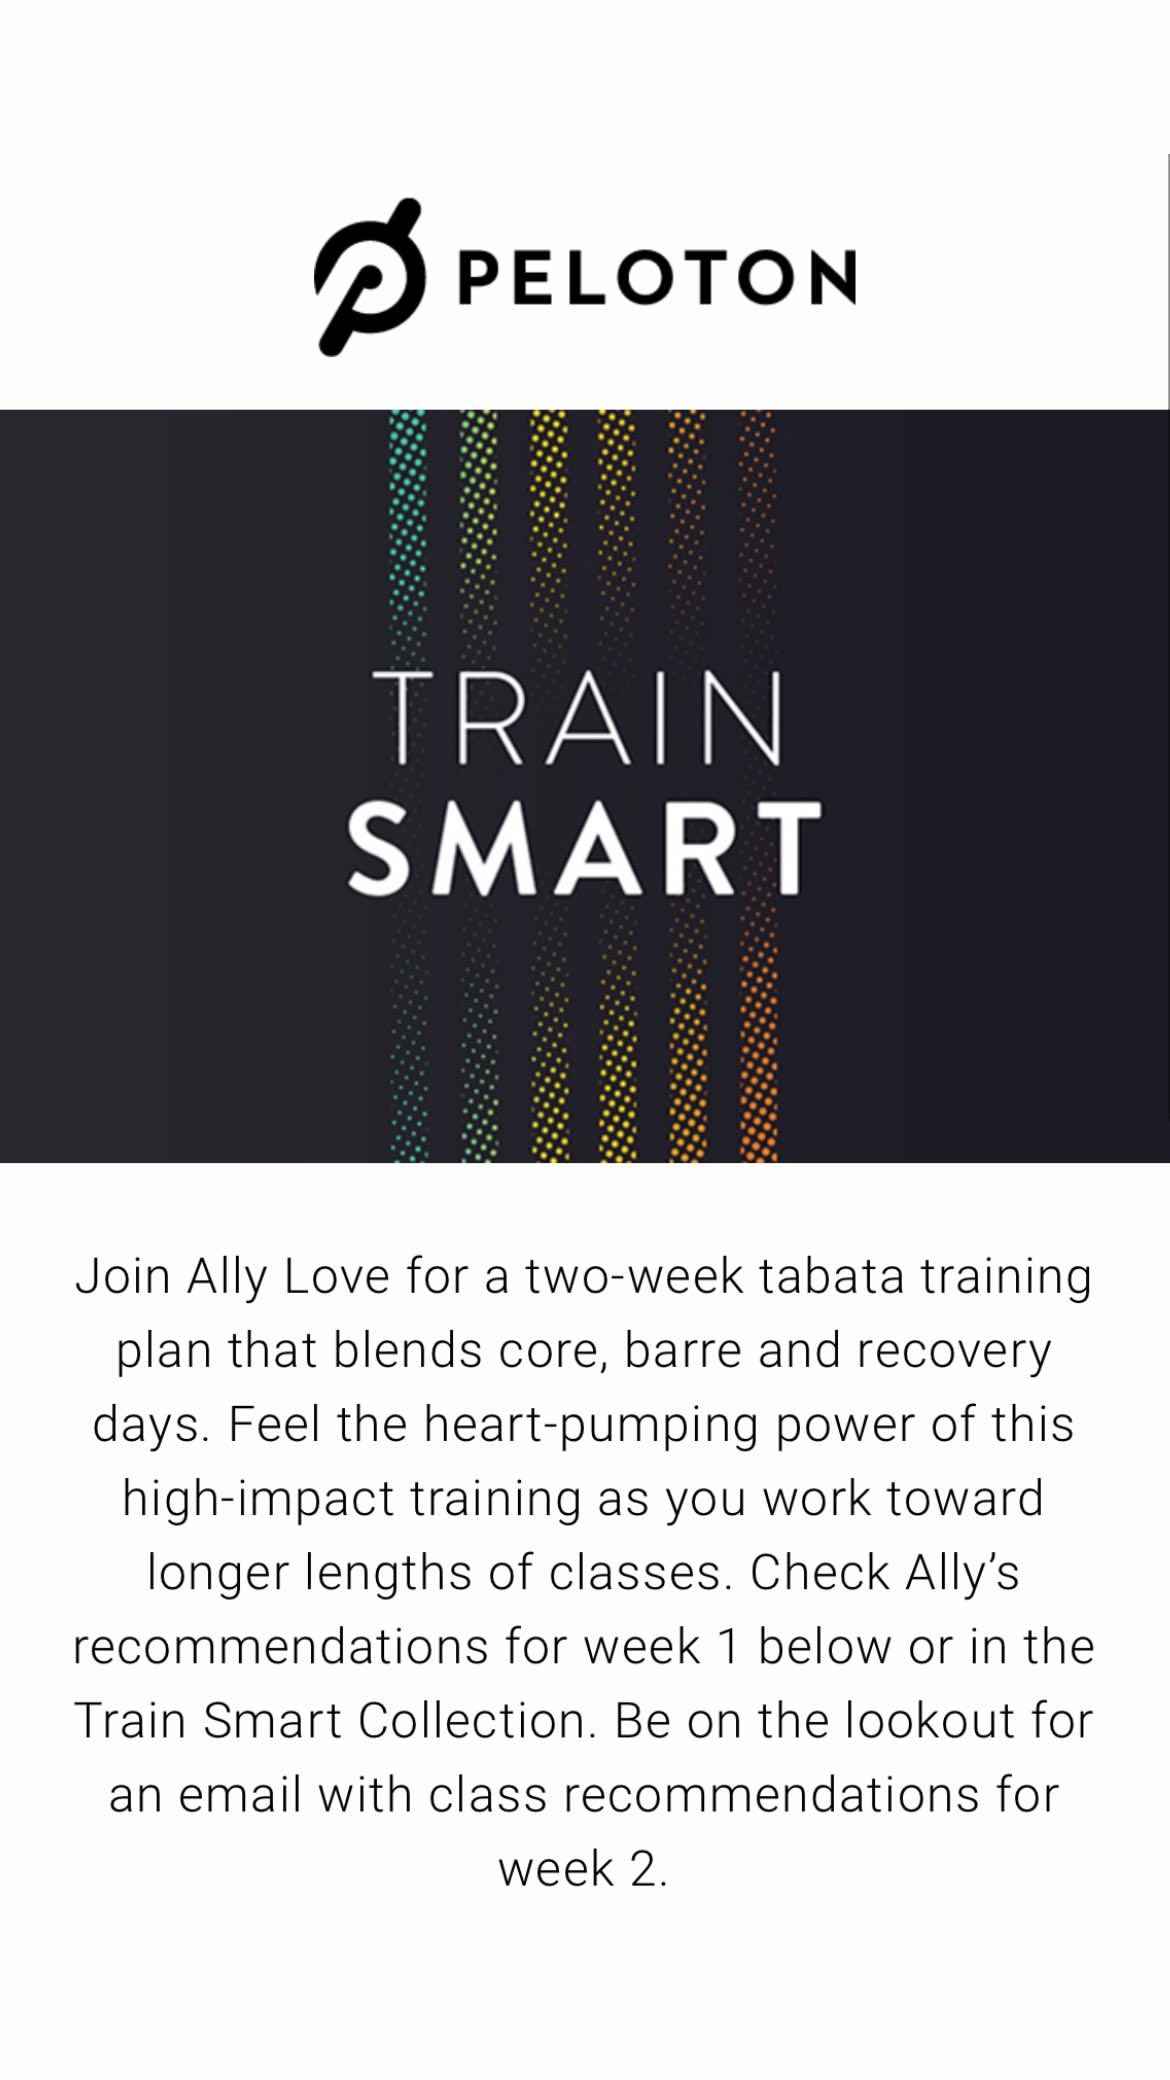 PELOTON
TRAIN
SMART
Join Ally Love for a two-week tabata training
plan that blends core, barre and recovery
days. Feel the heart-pumping power of this
high-impact training as you work toward
longer lengths of classes. Check Ally’s
recommendations for week 1 below or in the
Train Smart Collection. Be on the lookout for
an email with class recommendations for
week 2.